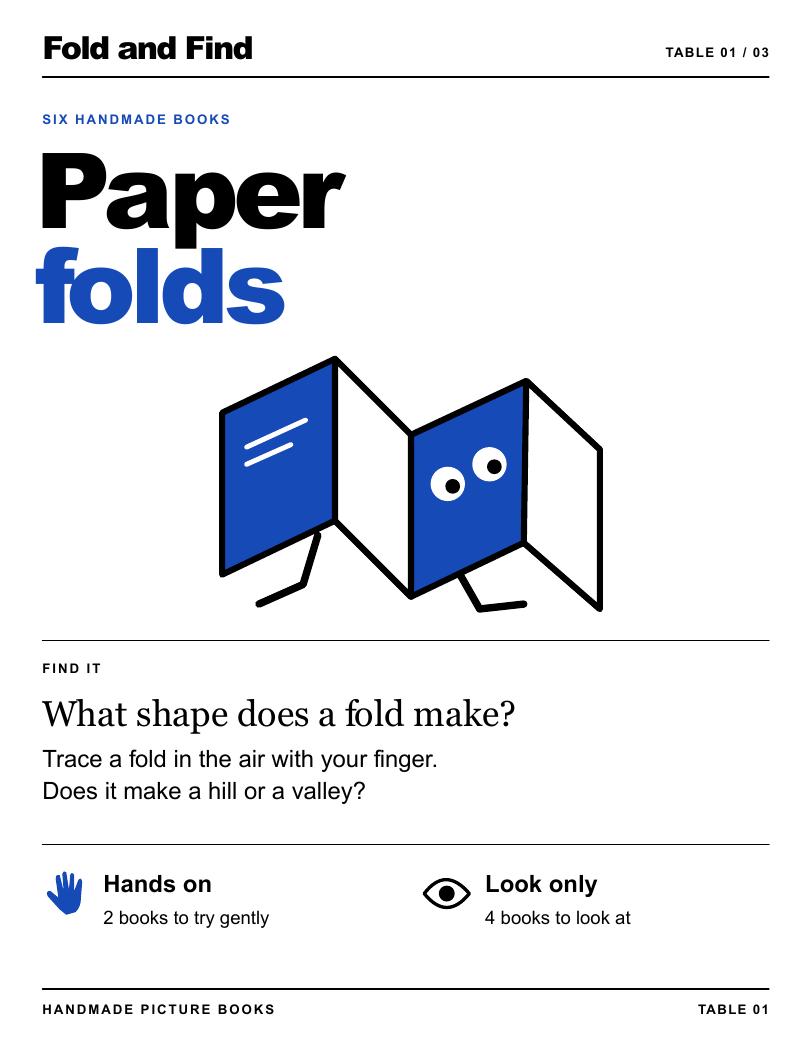 Fold and Find
TABLE 01 / 03
SIX HANDMADE BOOKS
Paper
folds
FIND IT
What shape does a fold make?
Trace a fold in the air with your finger.
Does it make a hill or a valley?
Hands on
2 books to try gently
Look only
4 books to look at
HANDMADE PICTURE BOOKS
TABLE 01